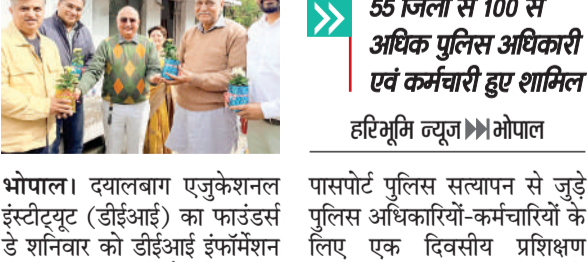 भोपाल। दयालबाग एजुकेशनल
इंस्टीट्यूट (डीईआई) का फाउंडर्स
डे शनिवार को डीईआई इंफॉर्मेशन
55 जिलों से 100 से
अधिक पुलिस अधिकारी
एवं कर्मचारी हुए शामिल
हरिभूमि न्यूज भोपाल
पासपोर्ट पुलिस सत्यापन से जुड़े
पुलिस अधिकारियों-कर्मचारियों के
लिए एक दिवसीय प्रशिक्षण